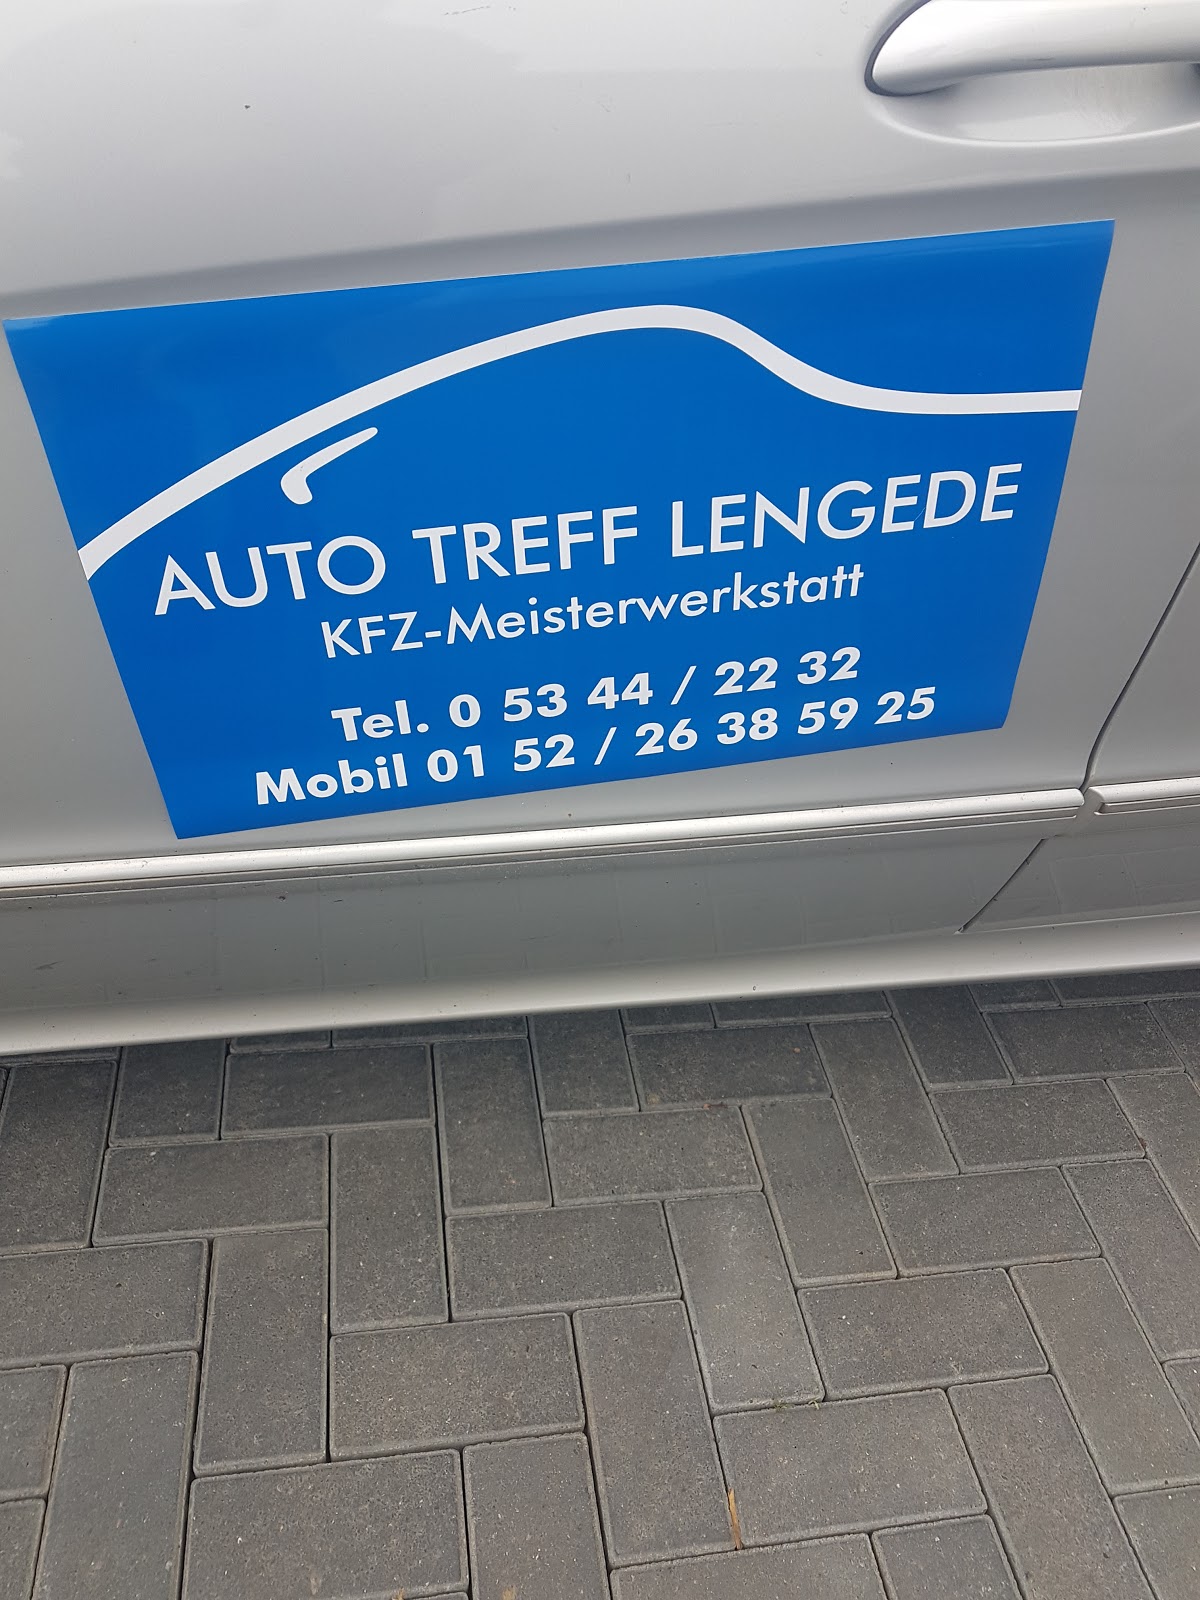 AUTO TREFF LENGEDE
KFZ-Meisterwerkstatt
Tel. 0 53 44 / 22 32
Mobil 01 52 / 26 38 59 25